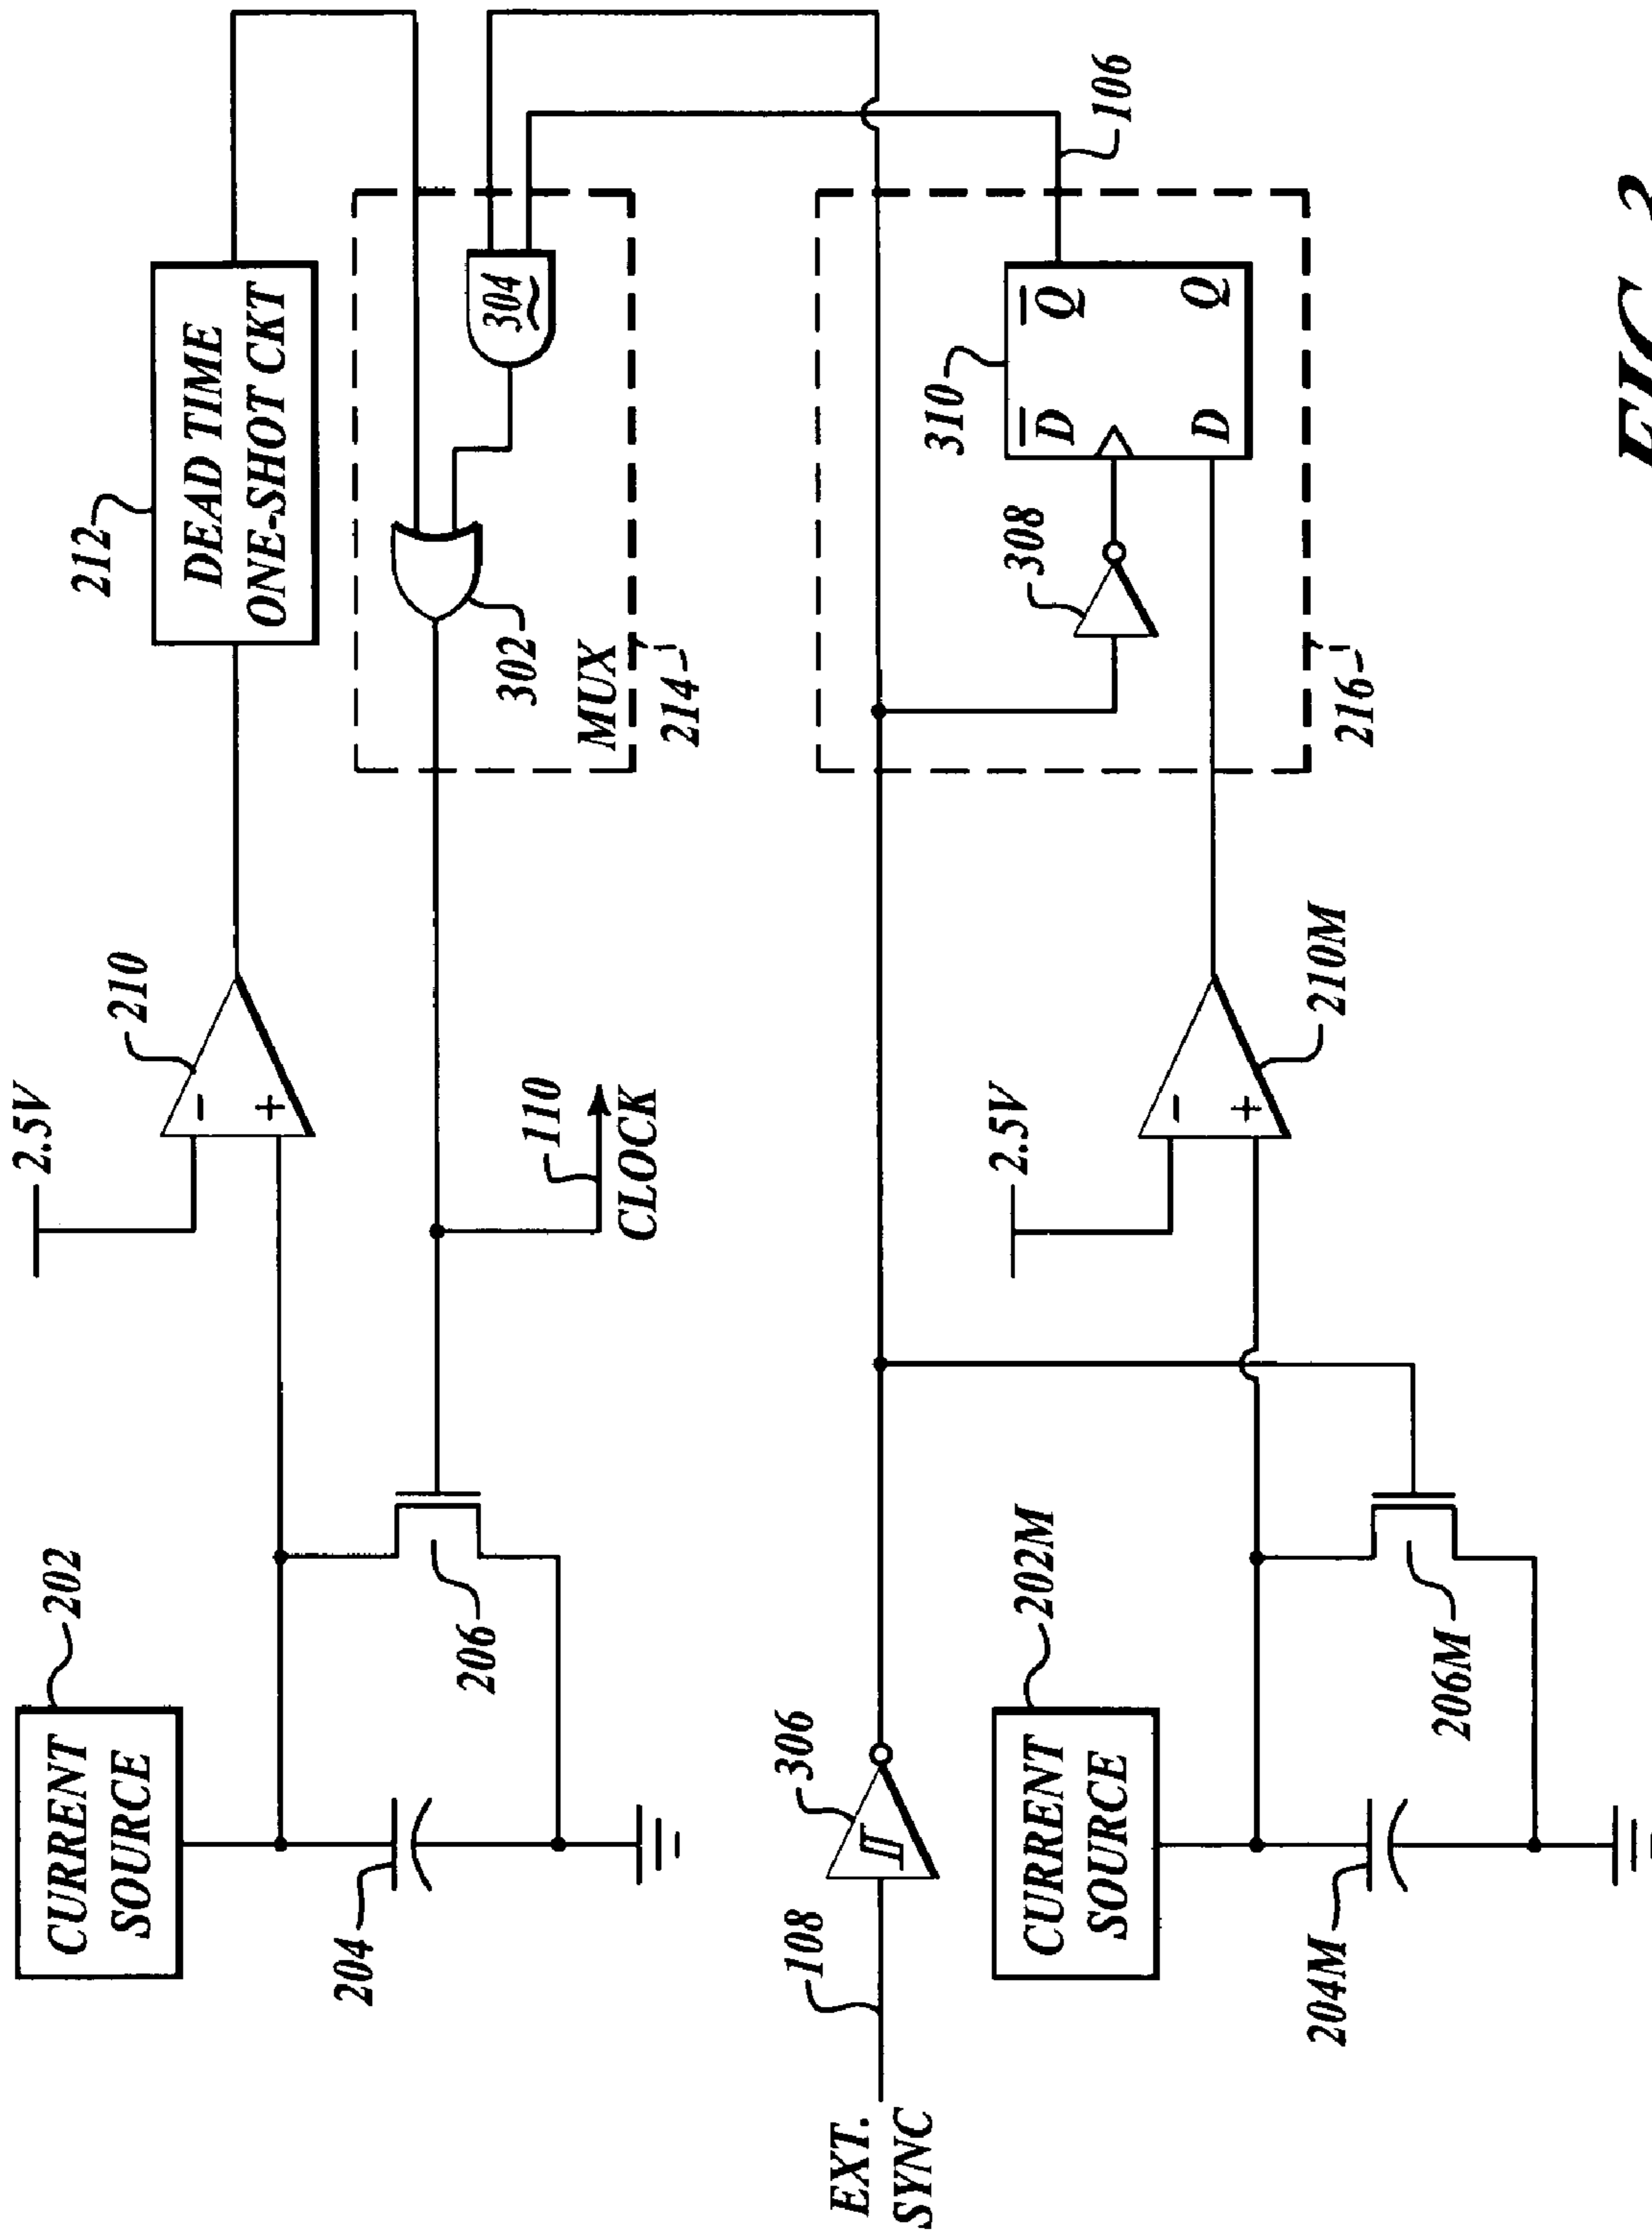 2.5V
210
212
DEAD TIME
ONE-SHOT CKT
CURRENT
SOURCE
202
-
+
204
206
110
CLOCK
302
304
MUX
214
EXT.
SYNC
108
306
2.5V
CURRENT
SOURCE
202M
-
+
210M
204M
206M
308
310
D
Q
D
Q
106
216